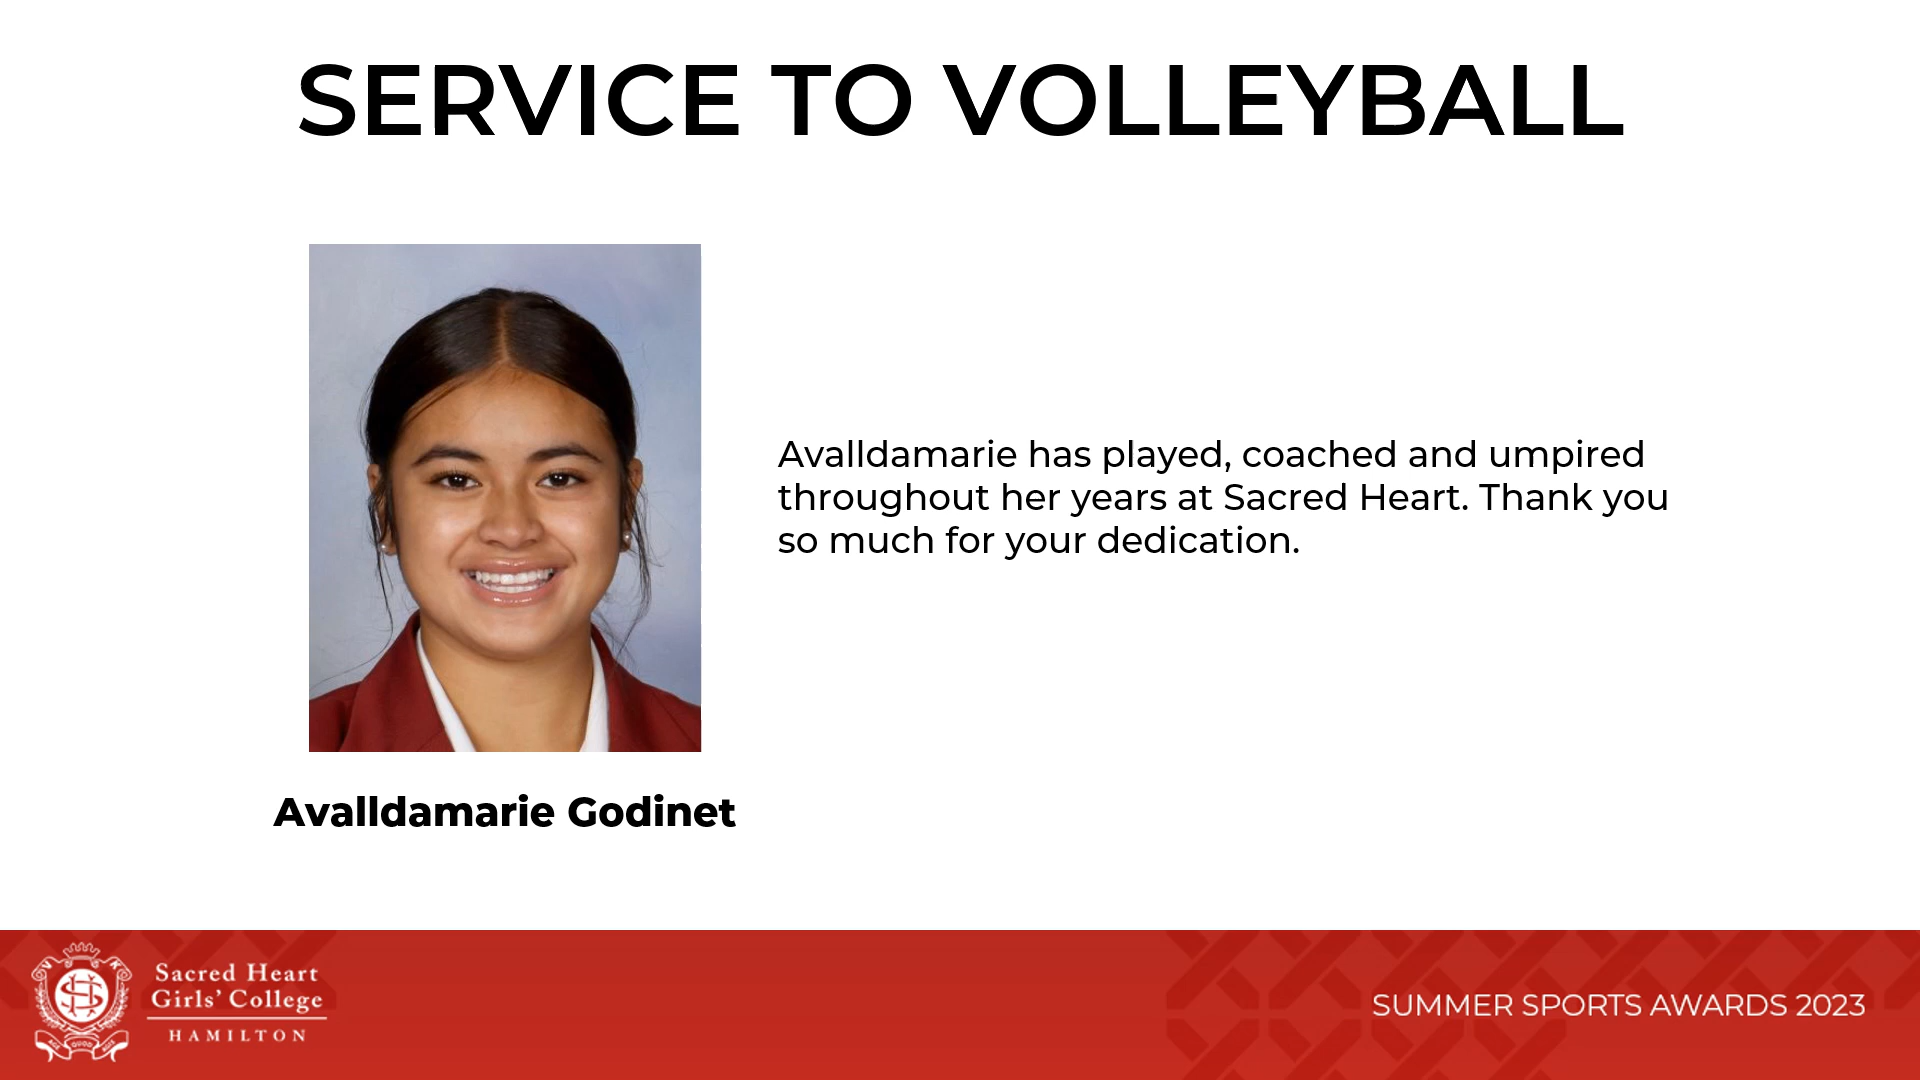 SERVICE TO VOLLEYBALL
Avalldamarie has played, coached and umpired
throughout her years at Sacred Heart. Thank you
so much for your dedication.
Avalldamarie Godinet
Sacred Heart
Girls' College
HAMILTON
SUMMER SPORTS AWARDS 2023